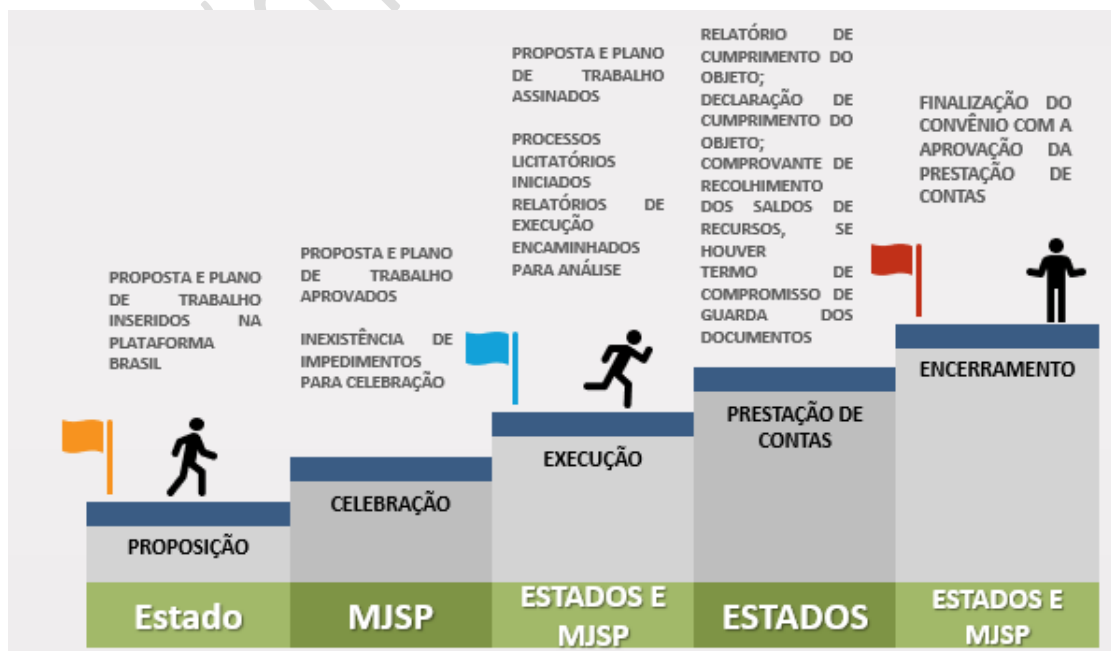 PROPOSTA E PLANO
DE TRABALHO
INSERIDOS NA
PLATAFORMA
BRASIL
PROPOSIÇÃO
Estado
PROPOSTA E PLANO
DE TRABALHO
APROVADOS
INEXISTÊNCIA DE
IMPEDIMENTOS
PARA CELEBRAÇÃO
CELEBRAÇÃO
MJSP
PROPOSTA E PLANO
DE TRABALHO
ASSINADOS
PROCESSOS
LICITATÓRIOS
INICIADOS
RELATÓRIOS DE
EXECUÇÃO
ENCAMINHADOS
PARA ANÁLISE
EXECUÇÃO
ESTADOS E
MJSP
RELATÓRIO DE
CUMPRIMENTO DO
OBJETO;
DECLARAÇÃO DE
CUMPRIMENTO DO
OBJETO;
COMPROVANTE DE
RECOLHIMENTO
DOS SALDOS DE
RECURSOS, SE
HOUVER
TERMO DE
COMPROMISSO DE
GUARDA DOS
DOCUMENTOS
PRESTAÇÃO DE
CONTAS
ESTADOS
FINALIZAÇÃO DO
CONVÊNIO COM A
APROVAÇÃO DA
PRESTAÇÃO DE
CONTAS
ENCERRAMENTO
ESTADOS E
MJSP